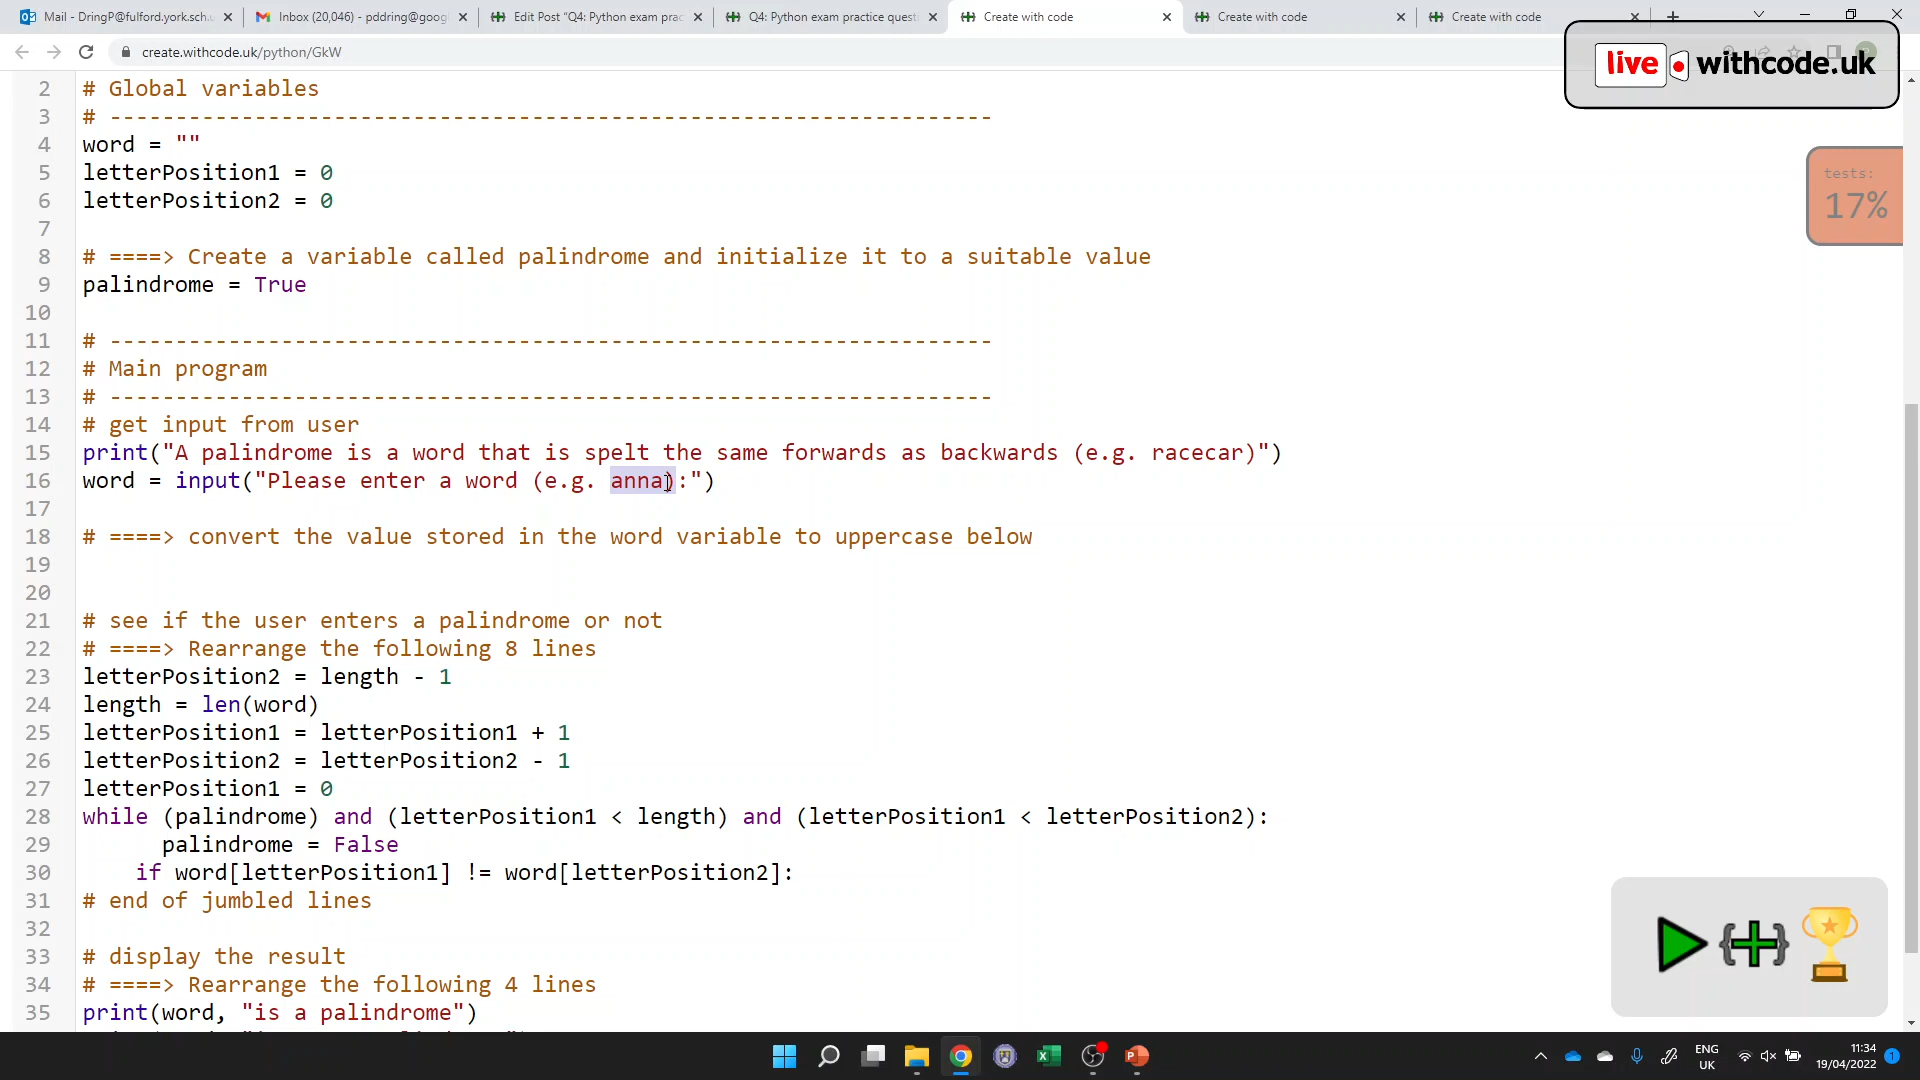 Mail - DringP@fulford.york.sch.u
Inbox (20,046) - pddring@goog
Edit Post "Q4: Python exam prac
Q4: Python exam practice quest
Create with code
Create with code
Create with code
create.withcode.uk/python/GkW
live withcode.uk
2 # Global variables
3 # -------------------------------------------------------------------
4 word = ""
5 letterPosition1 = 0
6 letterPosition2 = 0
7
8 # ====> Create a variable called palindrome and initialize it to a suitable value
9 palindrome = True
10
11 # -------------------------------------------------------------------
12 # Main program
13 # -------------------------------------------------------------------
14 # get input from user
15 print("A palindrome is a word that is spelt the same forwards as backwards (e.g. racecar)")
16 word = input("Please enter a word (e.g. anna):")
17
18 # ====> convert the value stored in the word variable to uppercase below
19
20
21 # see if the user enters a palindrome or not
22 # ====> Rearrange the following 8 lines
23 letterPosition2 = length - 1
24 length = len(word)
25 letterPosition1 = letterPosition1 + 1
26 letterPosition2 = letterPosition2 - 1
27 letterPosition1 = 0
28 while (palindrome) and (letterPosition1 < length) and (letterPosition1 < letterPosition2):
29       palindrome = False
30     if word[letterPosition1] != word[letterPosition2]:
31 # end of jumbled lines
32
33 # display the result
34 # ====> Rearrange the following 4 lines
35 print(word, "is a palindrome")
tests:
17%
{+}
ENG
UK
11:34
19/04/2022
1